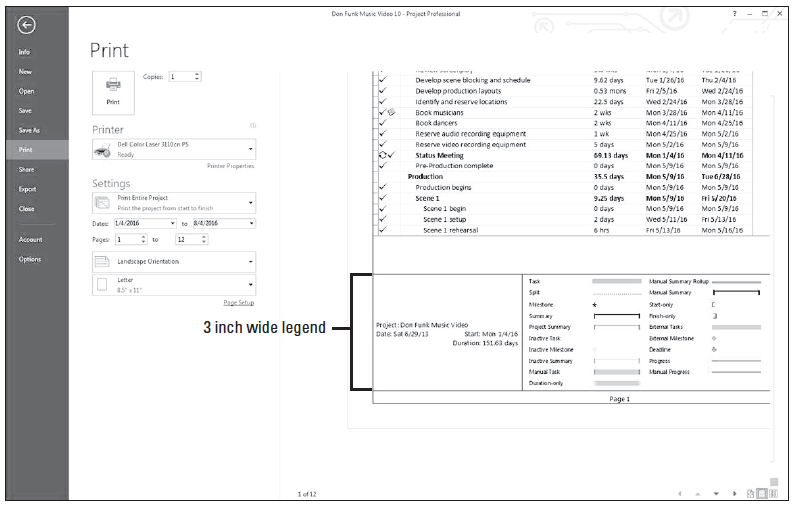 Don Funk Music Video 10 - Project Professional
?
Info
New
Open
Save
Save As
Print
Share
Export
Close
Account
Options
Print
Copies: 1
Print
Printer
Dell Color Laser 3110cn PS
Ready
Printer Properties
Settings
Print Entire Project
Print the project from start to finish
Dates: 1/4/2016 to 8/4/2016
Pages: 1 to 12
Landscape Orientation
Letter
8.5" x 11"
Page Setup
3 inch wide legend
Develop scene blocking and schedule 9.62 days Tue 1/26/16 Thu 2/4/16
Develop production layouts 0.53 mons Fri 2/5/16 Wed 2/24/16
Identify and reserve locations 22.5 days Wed 2/24/16 Mon 3/28/16
Book musicians 2 wks Mon 3/28/16 Mon 4/11/16
Book dancers 2 wks Mon 4/11/16 Mon 4/25/16
Reserve audio recording equipment 1 wk Mon 4/25/16 Mon 5/2/16
Reserve video recording equipment 5 days Mon 5/2/16 Mon 5/9/16
Status Meeting 69.13 days Mon 1/4/16 Mon 4/11/16
Pre-Production complete 0 days Mon 5/9/16 Mon 5/9/16
Production 35.5 days Mon 5/9/16 Tue 6/28/16
Production begins 0 days Mon 5/9/16 Mon 5/9/16
Scene 1 9.25 days Mon 5/9/16 Fri 5/20/16
Scene 1 begin 0 days Mon 5/9/16 Mon 5/9/16
Scene 1 setup 2 days Wed 5/11/16 Fri 5/13/16
Scene 1 rehearsal 6 hrs Fri 5/13/16 Mon 5/16/16
Project: Don Funk Music Video
Date: Sat 6/29/13 Start: Mon 1/4/16
Duration: 151.63 days
Task Manual Summary Rollup
Split Manual Summary
Milestone Start-only
Summary Finish-only
Project Summary External Tasks
Inactive Task External Milestone
Inactive Milestone Deadline
Inactive Summary Progress
Manual Task Manual Progress
Duration-only
Page 1
1 of 12